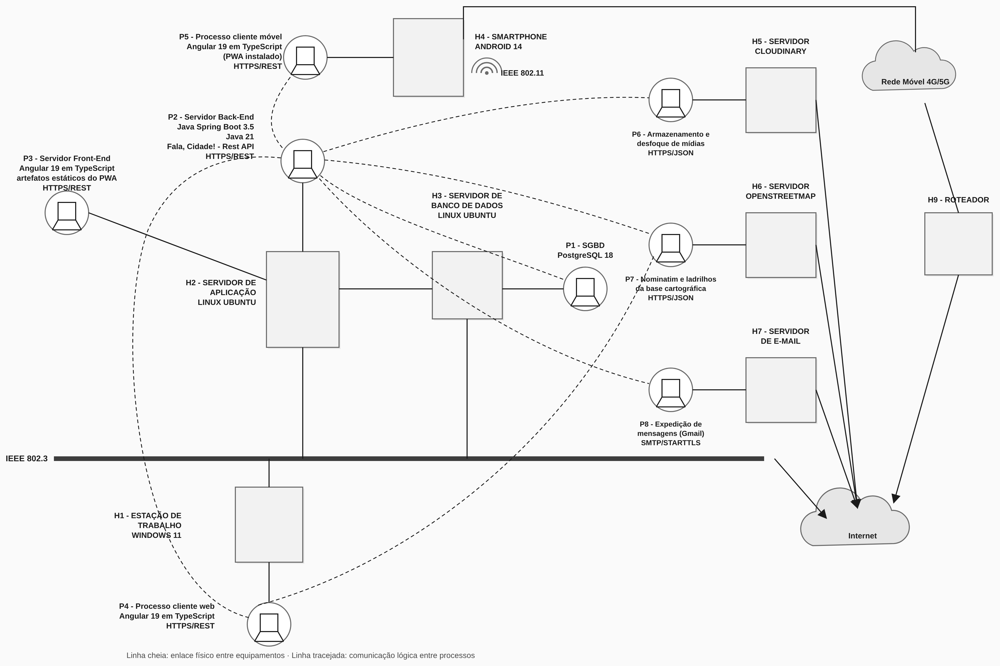 P5 - Processo cliente móvel
Angular 19 em TypeScript
(PWA instalado)
HTTPS/REST
H4 - SMARTPHONE
ANDROID 14
IEEE 802.11
H5 - SERVIDOR
CLOUDINARY
Rede Móvel 4G/5G
P2 - Servidor Back-End
Java Spring Boot 3.5
Java 21
Fala, Cidade! - Rest API
HTTPS/REST
P6 - Armazenamento e
desfoque de mídias
HTTPS/JSON
P3 - Servidor Front-End
Angular 19 em TypeScript
artefatos estáticos do PWA
HTTPS/REST
H3 - SERVIDOR DE
BANCO DE DADOS
LINUX UBUNTU
H6 - SERVIDOR
OPENSTREETMAP
H9 - ROTEADOR
P1 - SGBD
PostgreSQL 18
H2 - SERVIDOR DE
APLICAÇÃO
LINUX UBUNTU
P7 - Nominatim e ladrilhos
da base cartográfica
HTTPS/JSON
H7 - SERVIDOR
DE E-MAIL
P8 - Expedição de
mensagens (Gmail)
SMTP/STARTTLS
IEEE 802.3
H1 - ESTAÇÃO DE
TRABALHO
WINDOWS 11
Internet
P4 - Processo cliente web
Angular 19 em TypeScript
HTTPS/REST
Linha cheia: enlace físico entre equipamentos · Linha tracejada: comunicação lógica entre processos